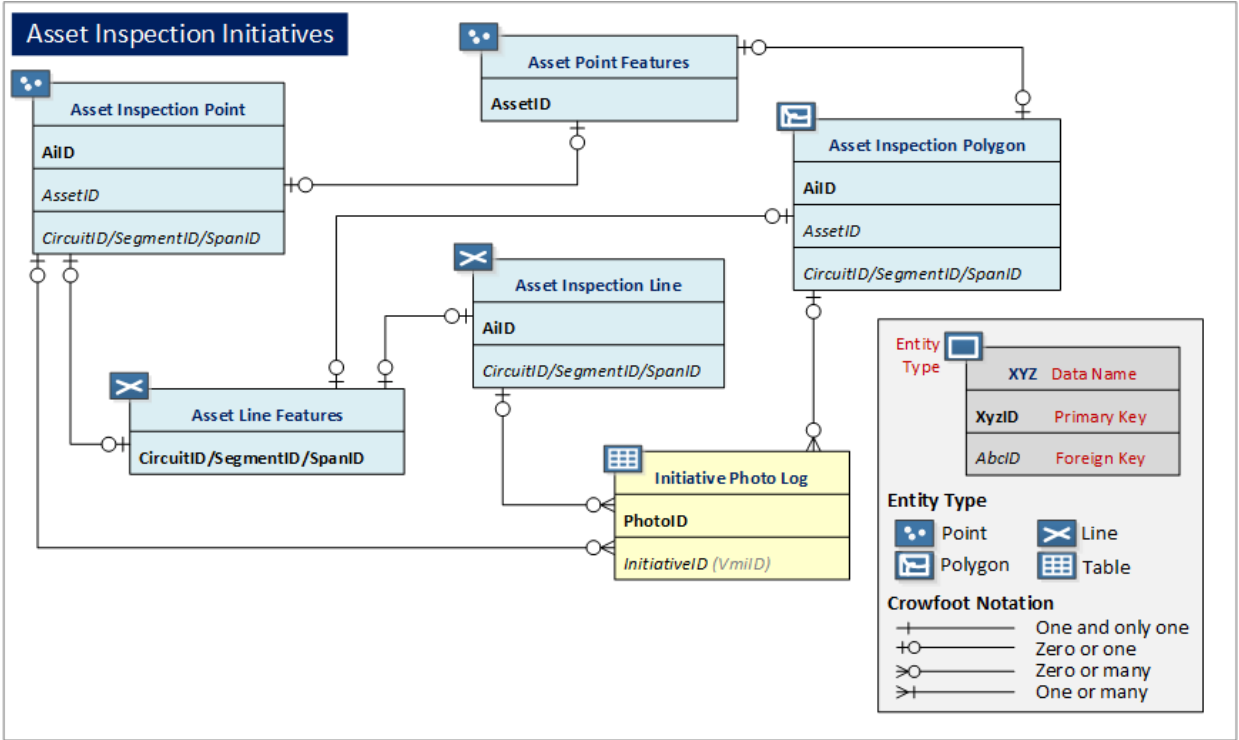 Asset Inspection Initiatives
Asset Inspection Point
AiID
AssetID
CircuitID/SegmentID/SpanID
Asset Point Features
AssetID
Asset Inspection Polygon
AiID
AssetID
CircuitID/SegmentID/SpanID
Asset Inspection Line
AiID
CircuitID/SegmentID/SpanID
Asset Line Features
CircuitID/SegmentID/SpanID
Initiative Photo Log
PhotoID
InitiativeID (VmiID)
Entity
Type
XYZ Data Name
XyzID Primary Key
AbcID Foreign Key
Entity Type
Point
Line
Polygon
Table
Crowfoot Notation
One and only one
Zero or one
Zero or many
One or many